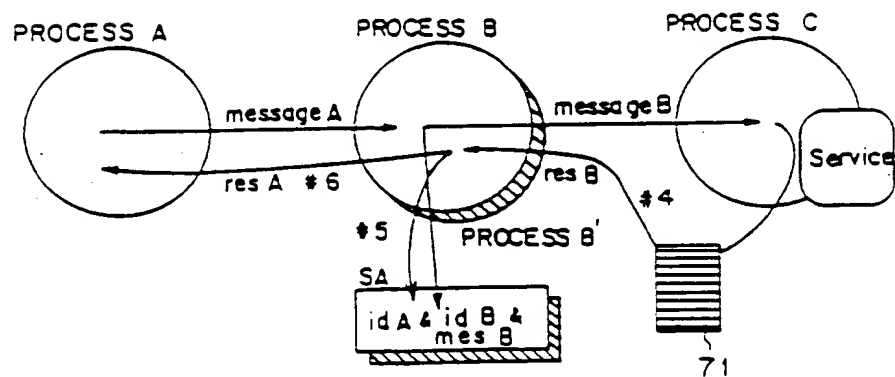 PROCESS A
PROCESS B
PROCESS C
message A
message B
Service
res A #6
res B
#4
#5
PROCESS B'
SA
id A & id B &
mes B
71